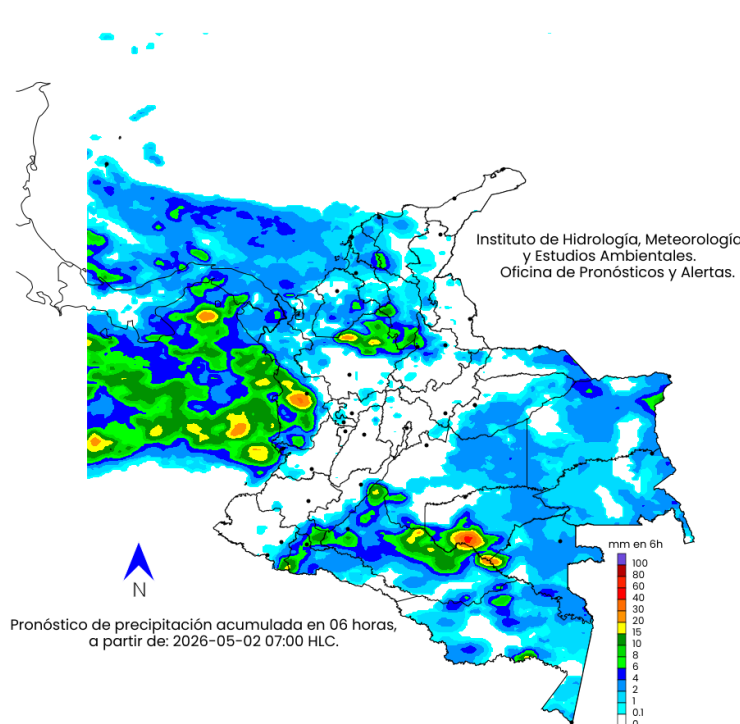 Instituto de Hidrología, Meteorología
y Estudios Ambientales.
Oficina de Pronósticos y Alertas.
N
Pronóstico de precipitación acumulada en 06 horas,
a partir de: 2026-05-02 07:00 HLC.
mm en 6h
100
80
60
40
30
20
15
10
8
6
4
2
1
0.1
0